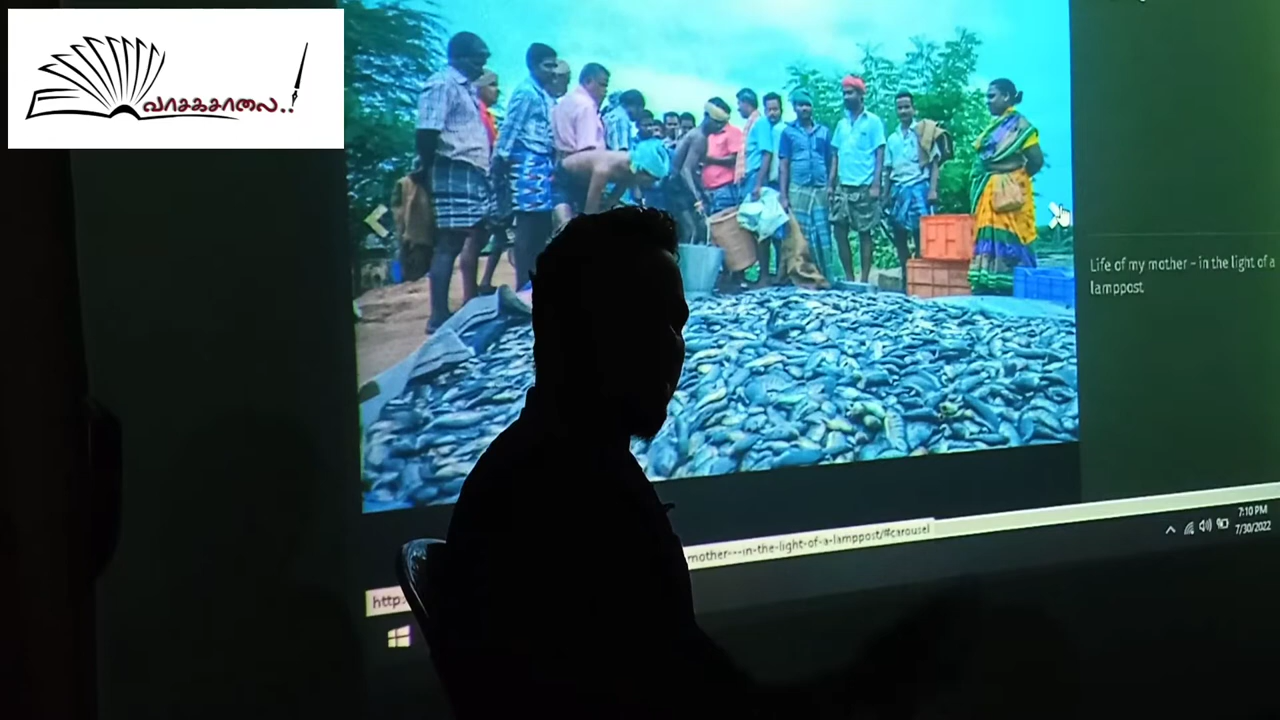 வாசகசாலை..!
Life of my mother - in the light of a
lamppost
mother---in-the-light-of-a-lamppost/#carousel
http:
7:10 PM
7/30/2022